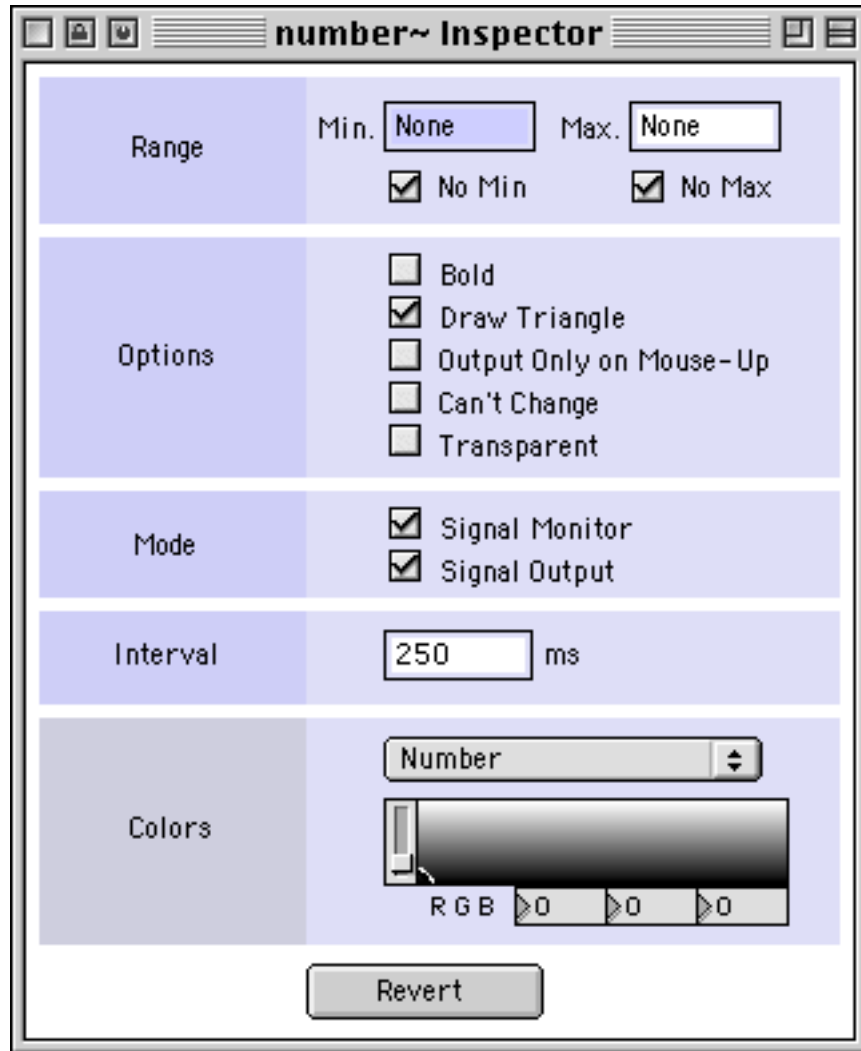 number~ Inspector
Range
Min. None Max. None
No Min No Max
Options
Bold
Draw Triangle
Output Only on Mouse-Up
Can't Change
Transparent
Mode
Signal Monitor
Signal Output
Interval
250 ms
Colors
Number
R G B 0 0 0
Revert